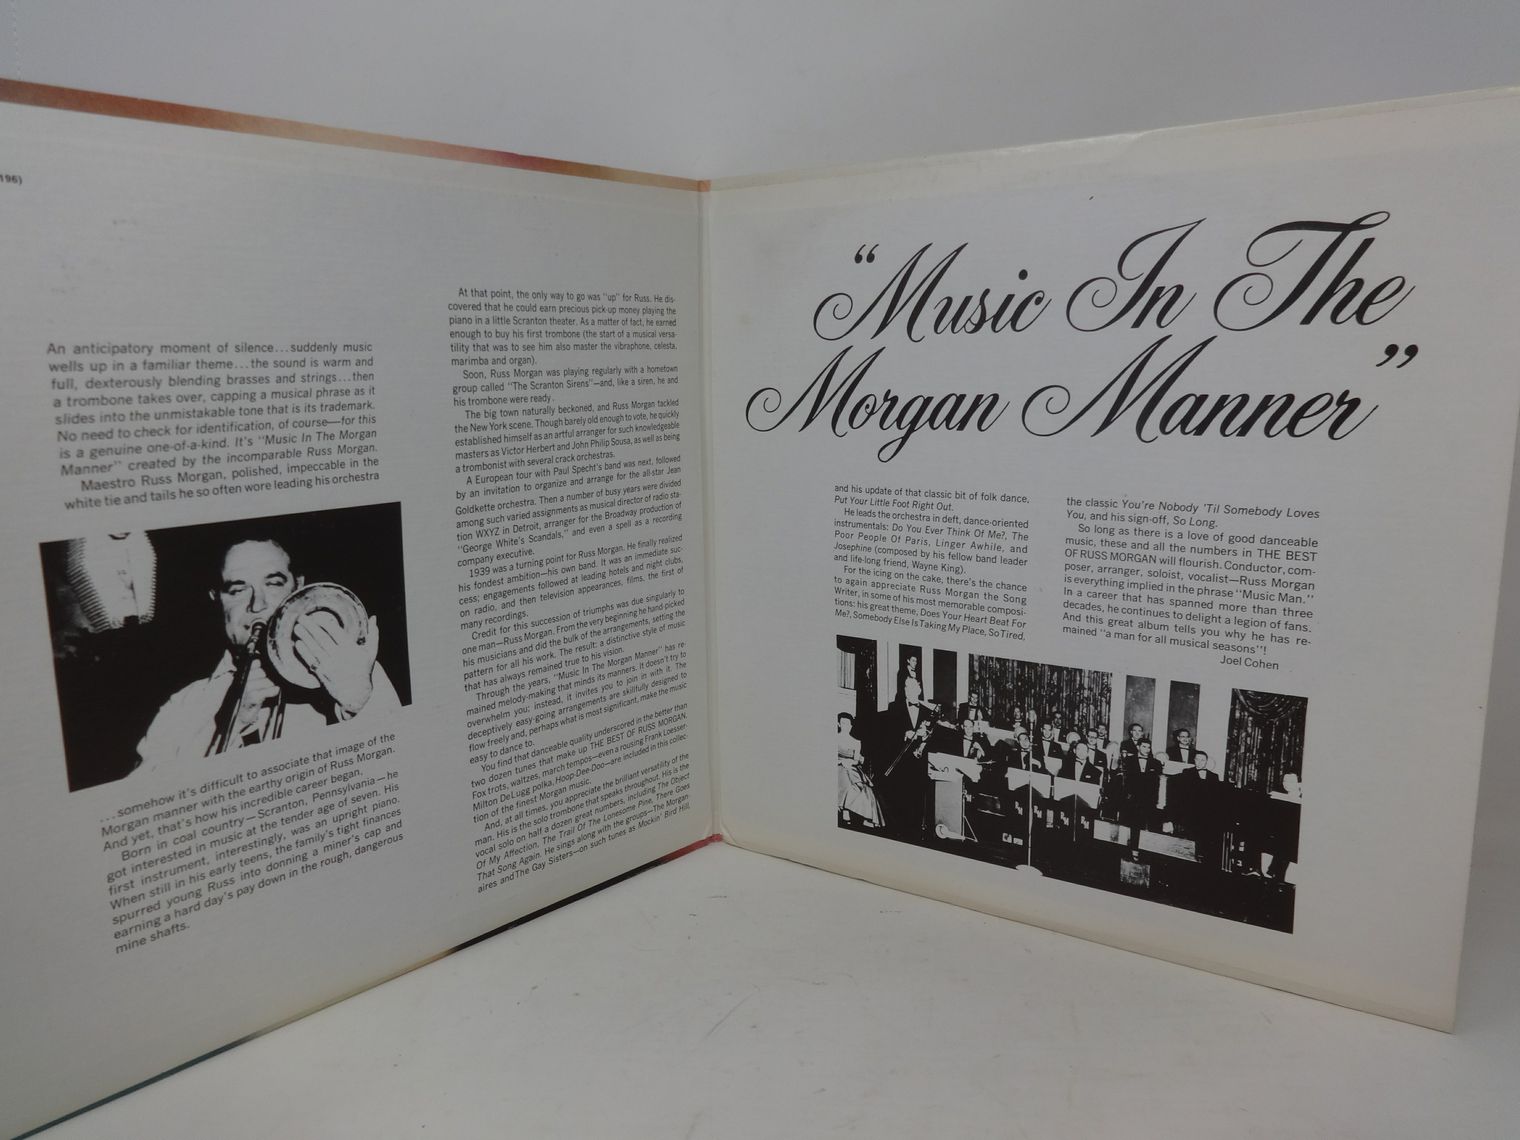 196)
An anticipatory moment of silence...suddenly music
wells up in a familiar theme...the sound is warm and
full, dexterously blending brasses and strings...then
a trombone takes over, capping a musical phrase as it
slides into the unmistakable tone that is its trademark.
No need to check for identification, of course—for this
is a genuine one-of-a-kind. It's "Music In The Morgan
Manner" created by the incomparable Russ Morgan.
Maestro Russ Morgan, polished, impeccable in the
white tie and tails he so often wore leading his orchestra
...somehow it's difficult to associate that image of the
Morgan manner with the earthy origin of Russ Morgan.
And yet, that's how his incredible career began.
Born in coal country—Scranton, Pennsylvania—he
got interested in music at the tender age of seven. His
first instrument, interestingly, was an upright piano.
When still in his early teens, the family's tight finances
spurred young Russ into donning a miner's cap and
earning a hard day's pay down in the rough, dangerous
mine shafts.
At that point, the only way to go was "up" for Russ. He dis-
covered that he could earn precious pick-up money playing the
piano in a little Scranton theater. As a matter of fact, he earned
enough to buy his first trombone (the start of a musical versa-
tility that was to see him also master the vibraphone, celesta,
marimba and organ).
Soon, Russ Morgan was playing regularly with a hometown
group called "The Scranton Sirens"—and, like a siren, he and
his trombone were ready.
The big town naturally beckoned, and Russ Morgan tackled
the New York scene. Though barely old enough to vote, he quickly
established himself as an artful arranger for such knowledgeable
masters as Victor Herbert and John Philip Sousa, as well as being
a trombonist with several crack orchestras.
A European tour with Paul Specht's band was next, followed
by an invitation to organize and arrange for the all-star Jean
Goldkette orchestra. Then a number of busy years were divided
among such varied assignments as musical director of radio sta-
tion WXYZ in Detroit, arranger for the Broadway production of
"George White's Scandals," and even a spell as a recording
company executive.
1939 was a turning point for Russ Morgan. He finally realized
his fondest ambition—his own band. It was an immediate suc-
cess; engagements followed at leading hotels and night clubs,
on radio, and then television appearances, films, the first of
many recordings.
Credit for this succession of triumphs was due singularly to
one man—Russ Morgan. From the very beginning he hand picked
his musicians and did the bulk of the arrangements, setting the
pattern for all his work. The result: a distinctive style of music
that has always remained true to his vision.
Through the years, "Music In The Morgan Manner" has re-
mained melody-making that minds its manners. It doesn't try to
overwhelm you; instead, it invites you to join in with it. The
deceptively easy-going arrangements are skillfully designed to
flow freely and, perhaps what is most significant, make the music
easy to dance to.
You find that danceable quality underscored in the better than
two dozen tunes that make up THE BEST OF RUSS MORGAN.
Fox trots, waltzes, march tempos—even a rousing Frank Loesser-
Milton DeLugg polka, Hoop-Dee-Doo—are included in this collec-
tion of the finest Morgan music.
And, at all times, you appreciate the brilliant versatility of the
man. His is the solo trombone that speaks throughout. His is the
vocal solo on half a dozen great numbers, including The Object
Of My Affection, The Trail Of The Lonesome Pine, There Goes
That Song Again. He sings along with the groups—The Morgan-
aires and The Gay Sisters—on such tunes as Mockin' Bird Hill,
"Music In The
Morgan Manner"
and his update of that classic bit of folk dance,
Put Your Little Foot Right Out.
He leads the orchestra in deft, dance-oriented
instrumentals: Do You Ever Think Of Me?, The
Poor People Of Paris, Linger Awhile, and
Josephine (composed by his fellow band leader
and life-long friend, Wayne King).
For the icing on the cake, there's the chance
to again appreciate Russ Morgan the Song
Writer, in some of his most memorable composi-
tions: his great theme, Does Your Heart Beat For
Me?, Somebody Else Is Taking My Place, So Tired,
the classic You're Nobody 'Til Somebody Loves
You, and his sign-off, So Long.
So long as there is a love of good danceable
music, these and all the numbers in THE BEST
OF RUSS MORGAN will flourish. Conductor, com-
poser, arranger, soloist, vocalist—Russ Morgan
is everything implied in the phrase "Music Man."
In a career that has spanned more than three
decades, he continues to delight a legion of fans.
And this great album tells you why he has re-
mained "a man for all musical seasons"!
Joel Cohen